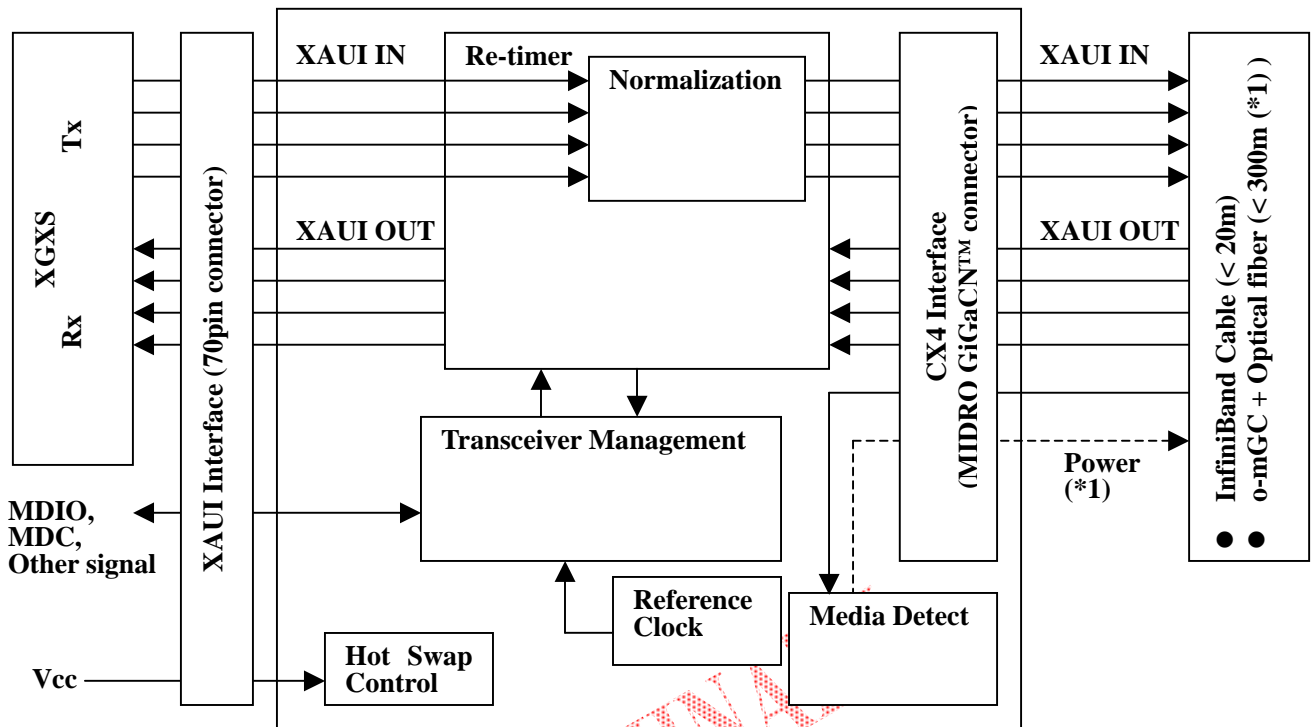 XAUI IN
Re-timer
Normalization
XAUI IN
Tx
XGXS
Rx
XAUI Interface (70pin connector)
XAUI OUT
CX4 Interface
(MIDRO GiGaCN™ connector)
XAUI OUT
● InfiniBand Cable (< 20m)
● o-mGC + Optical fiber (< 300m (*1) )
Transceiver Management
Power
(*1)
MDIO,
MDC,
Other signal
Reference
Clock
Media Detect
Vcc
Hot Swap
Control